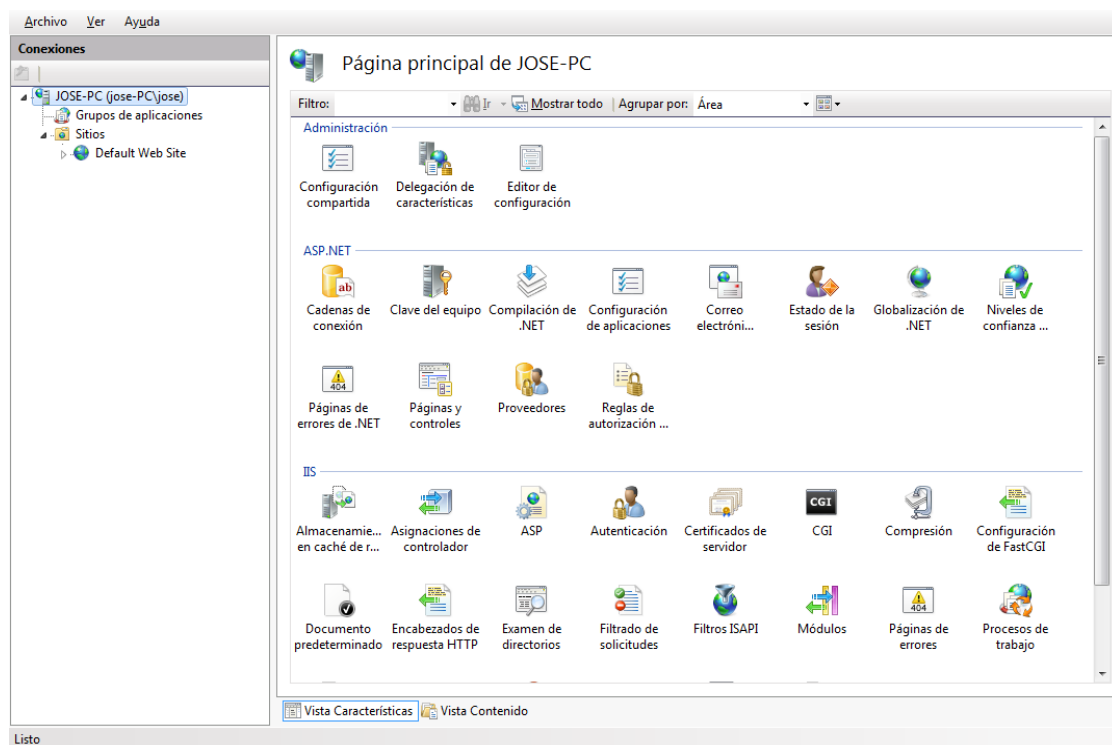 Archivo Ver Ayuda
Conexiones
JOSE-PC (jose-PC\jose)
Grupos de aplicaciones
Sitios
Default Web Site
Página principal de JOSE-PC
Filtro: Ir Mostrar todo Agrupar por: Área
Administración
Configuración compartida
Delegación de características
Editor de configuración
ASP.NET
ab
Cadenas de conexión
Clave del equipo
Compilación de .NET
Configuración de aplicaciones
Correo electróni...
Estado de la sesión
Globalización de .NET
Niveles de confianza ...
404
Páginas de errores de .NET
Páginas y controles
Proveedores
Reglas de autorización ...
IIS
Almacenamie... en caché de r...
Asignaciones de controlador
ASP
Autenticación
Certificados de servidor
CGI
CGI
Compresión
Configuración de FastCGI
Documento predeterminado
Encabezados de respuesta HTTP
Examen de directorios
Filtrado de solicitudes
Filtros ISAPI
Módulos
404
Páginas de errores
Procesos de trabajo
Vista Características Vista Contenido
Listo